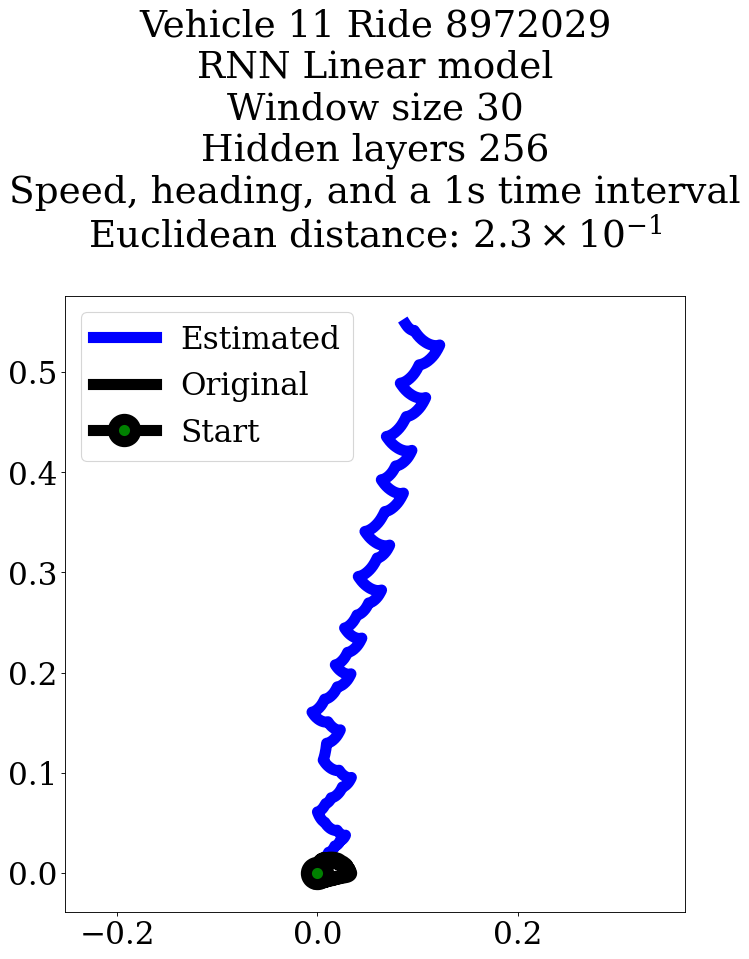 Vehicle 11 Ride 8972029
RNN Linear model
Window size 30
Hidden layers 256
Speed, heading, and a 1s time interval
Euclidean distance: 2.3 × 10⁻¹
Estimated
Original
Start
0.5
0.4
0.3
0.2
0.1
0.0
−0.2 0.0 0.2